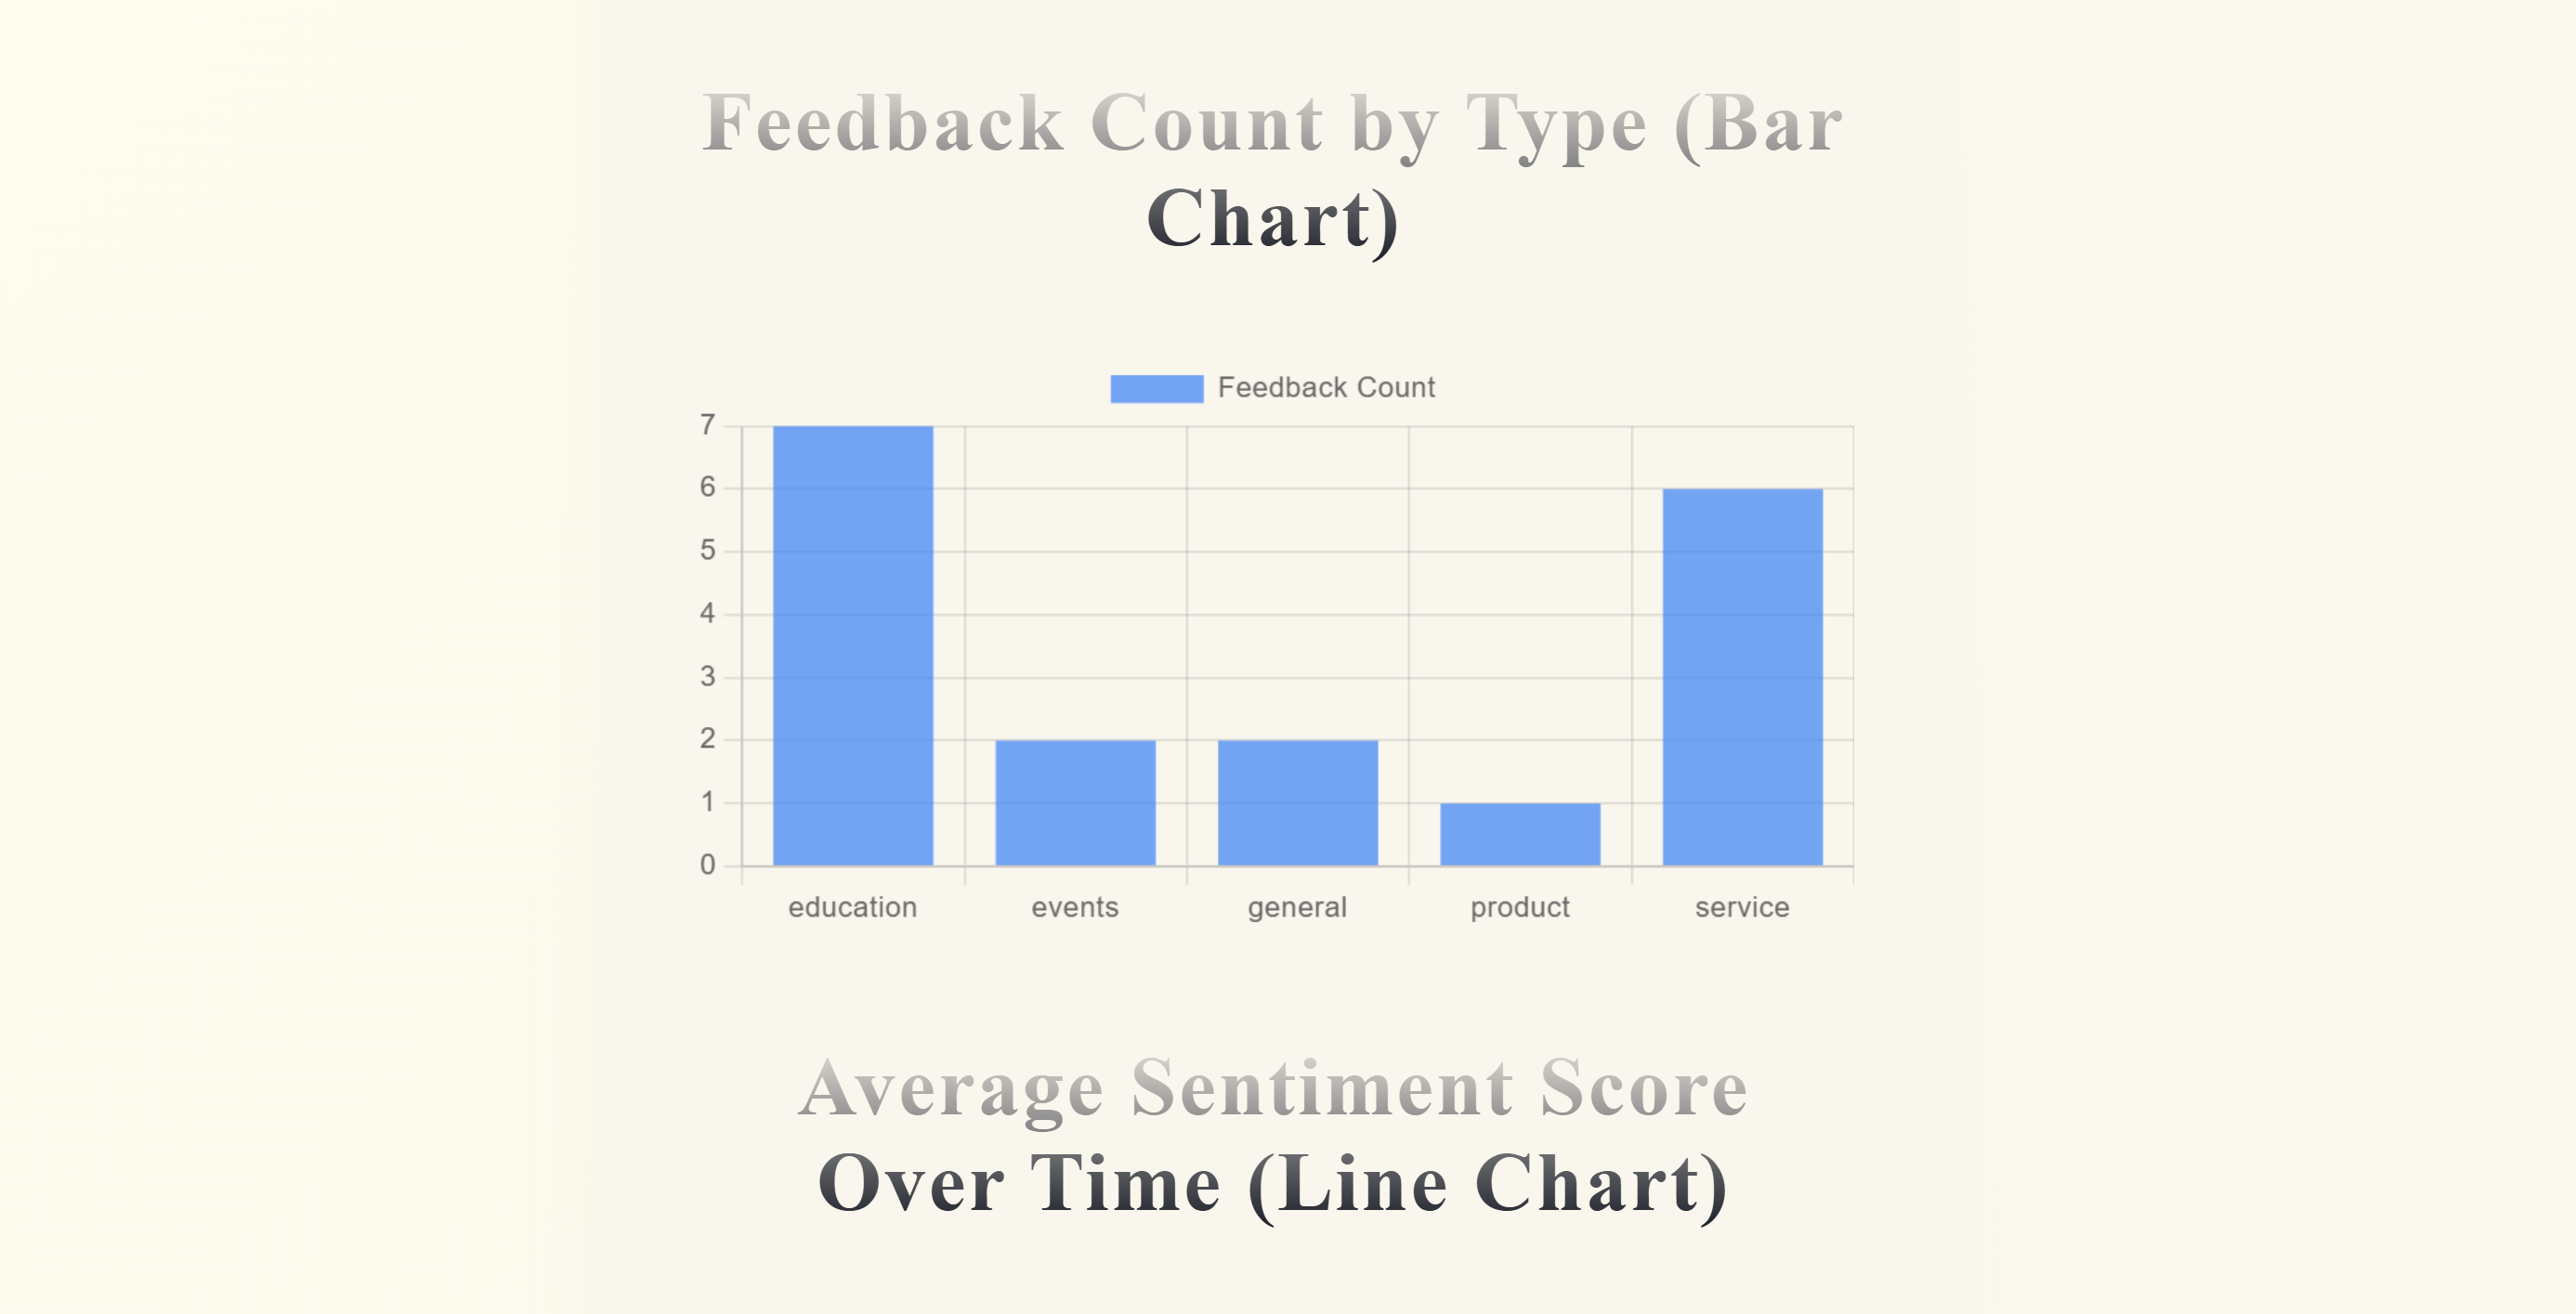 Feedback Count by Type (Bar
Chart)
Feedback Count
7
6
5
4
3
2
1
0
education events general product service
Average Sentiment Score
Over Time (Line Chart)